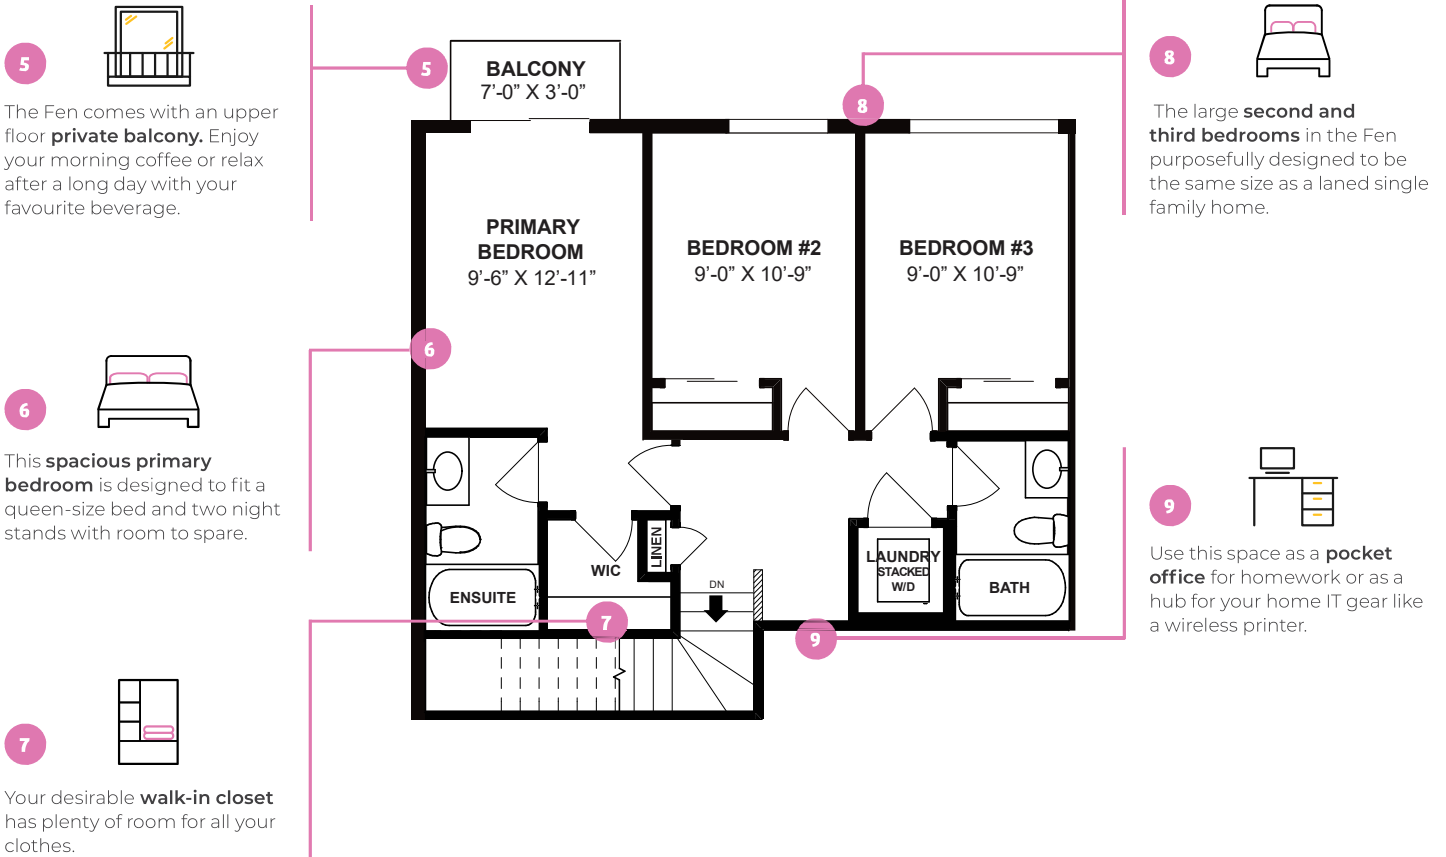 5
The Fen comes with an upper
floor private balcony. Enjoy
your morning coffee or relax
after a long day with your
favourite beverage.
6
This spacious primary
bedroom is designed to fit a
queen-size bed and two night
stands with room to spare.
7
Your desirable walk-in closet
has plenty of room for all your
clothes.
5
BALCONY
7'-0” X 3'-0”
8
PRIMARY
BEDROOM
9'-6” X 12'-11”
BEDROOM #2
9'-0” X 10'-9”
BEDROOM #3
9'-0” X 10'-9”
6
LINEN
WIC
ENSUITE
DN
LAUNDRY
STACKED
W/D
BATH
7
9
8
The large second and
third bedrooms in the Fen
purposefully designed to be
the same size as a laned single
family home.
9
Use this space as a pocket
office for homework or as a
hub for your home IT gear like
a wireless printer.